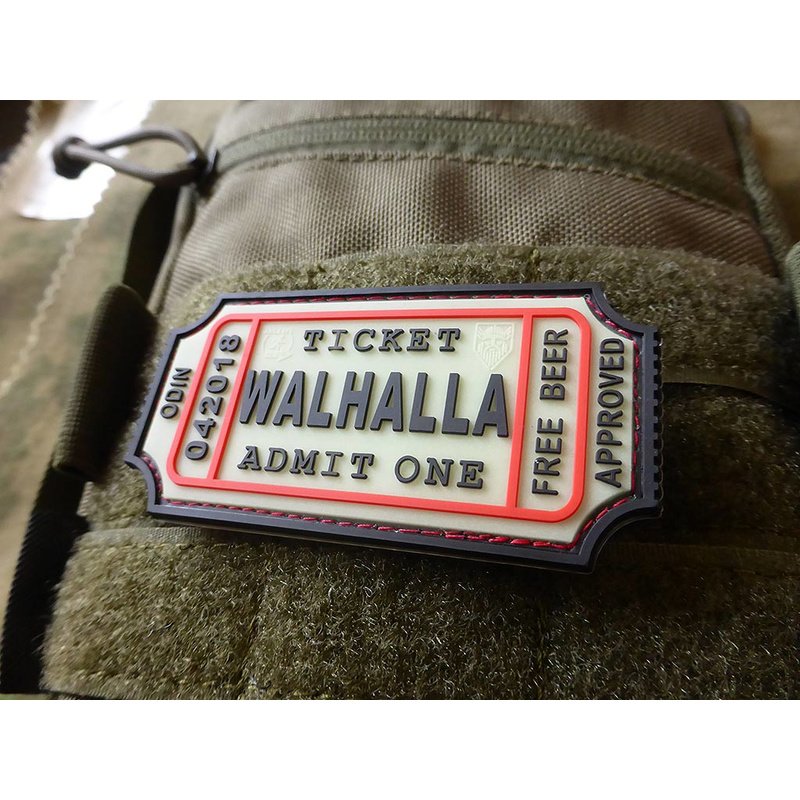 ODIN
042018
TICKET
WALHALLA
ADMIT ONE
FREE BEER
APPROVED